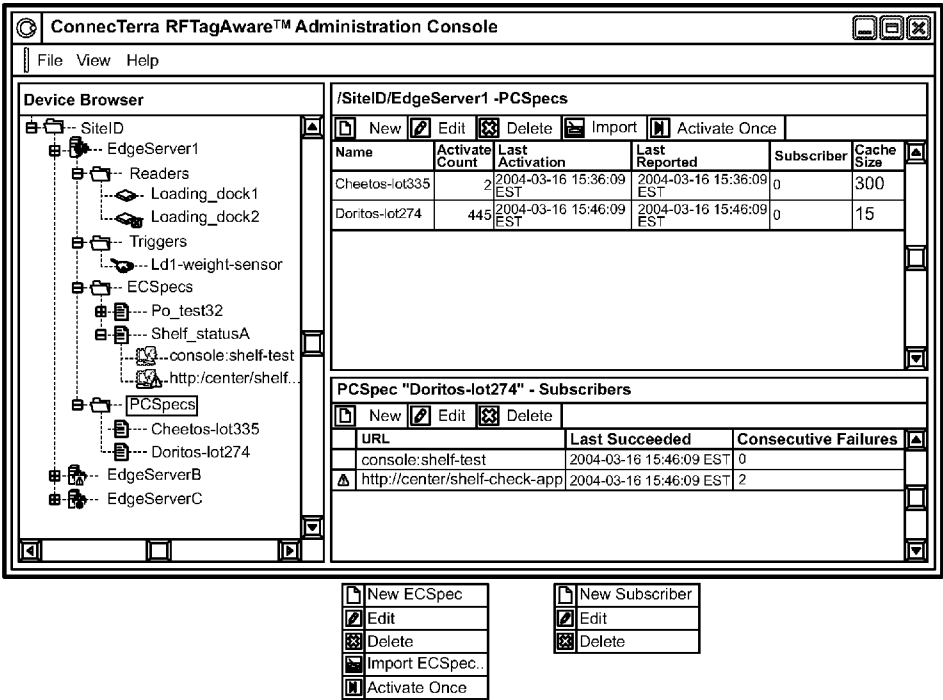 © ConnecTerra RFTagAware™ Administration Console
File View Help
Device Browser
SiteID
EdgeServer1
Readers
Loading_dock1
Loading_dock2
Triggers
Ld1-weight-sensor
ECSpecs
Po_test32
Shelf_statusA
console:shelf-test
http:/center/shelf...
PCSpecs
Cheetos-lot335
Doritos-lot274
EdgeServerB
EdgeServerC
/SiteID/EdgeServer1 -PCSpecs
New Edit Delete Import Activate Once
Name Activate Count Last Activation Last Reported Subscriber Cache Size
Cheetos-lot335 2 2004-03-16 15:36:09 EST 2004-03-16 15:36:09 EST 0 300
Doritos-lot274 445 2004-03-16 15:46:09 EST 2004-03-16 15:46:09 EST 0 15
PCSpec "Doritos-lot274" - Subscribers
New Edit Delete
URL Last Succeeded Consecutive Failures
console:shelf-test 2004-03-16 15:46:09 EST 0
http://center/shelf-check-app 2004-03-16 15:46:09 EST 2
New ECSpec
Edit
Delete
Import ECSpec..
Activate Once
New Subscriber
Edit
Delete